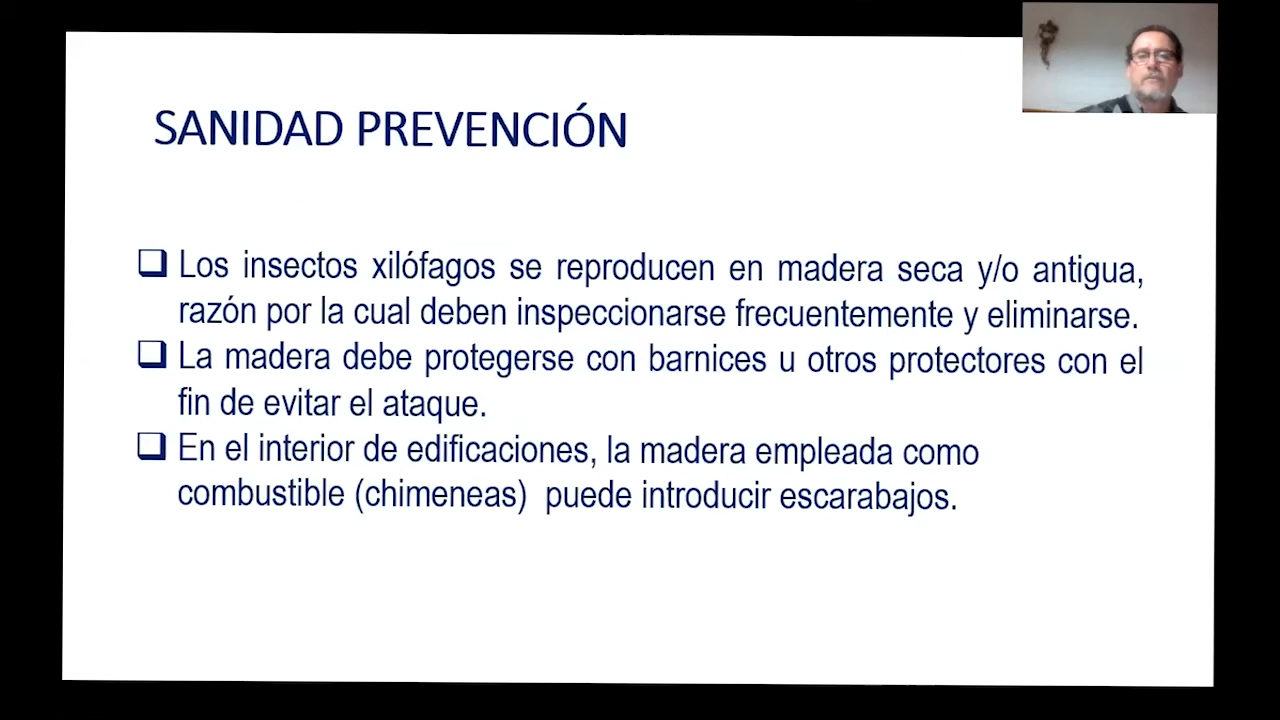 SANIDAD PREVENCIÓN
Los insectos xilófagos se reproducen en madera seca y/o antigua,
razón por la cual deben inspeccionarse frecuentemente y eliminarse.
La madera debe protegerse con barnices u otros protectores con el
fin de evitar el ataque.
En el interior de edificaciones, la madera empleada como
combustible (chimeneas)  puede introducir escarabajos.